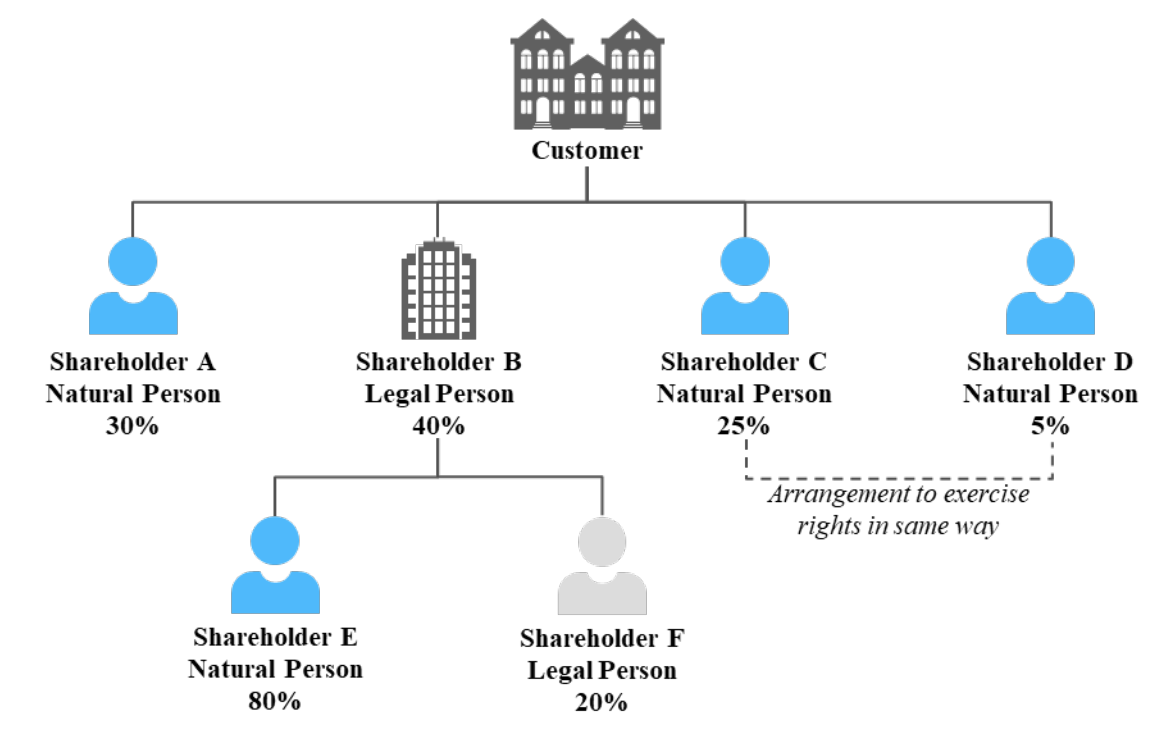 Customer
Shareholder A
Natural Person
30%
Shareholder B
Legal Person
40%
Shareholder C
Natural Person
25%
Shareholder D
Natural Person
5%
Arrangement to exercise
rights in same way
Shareholder E
Natural Person
80%
Shareholder F
Legal Person
20%